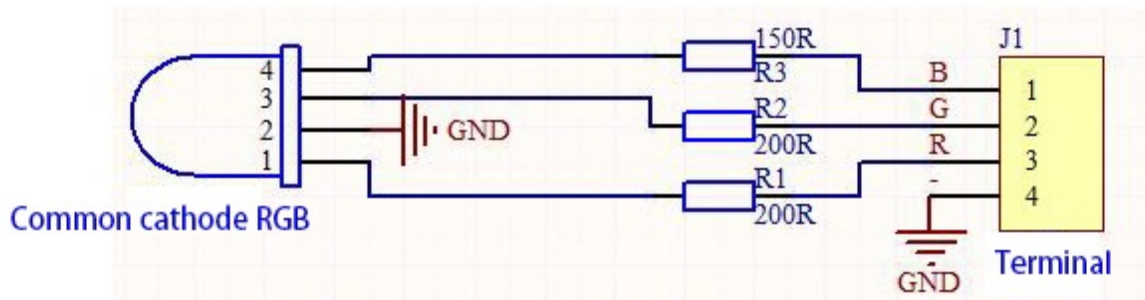 150R
J1
4
R3
B
1
3
R2
G
2
2
GND
200R
R
3
1
R1
-
4
Common cathode RGB
200R
Terminal
GND